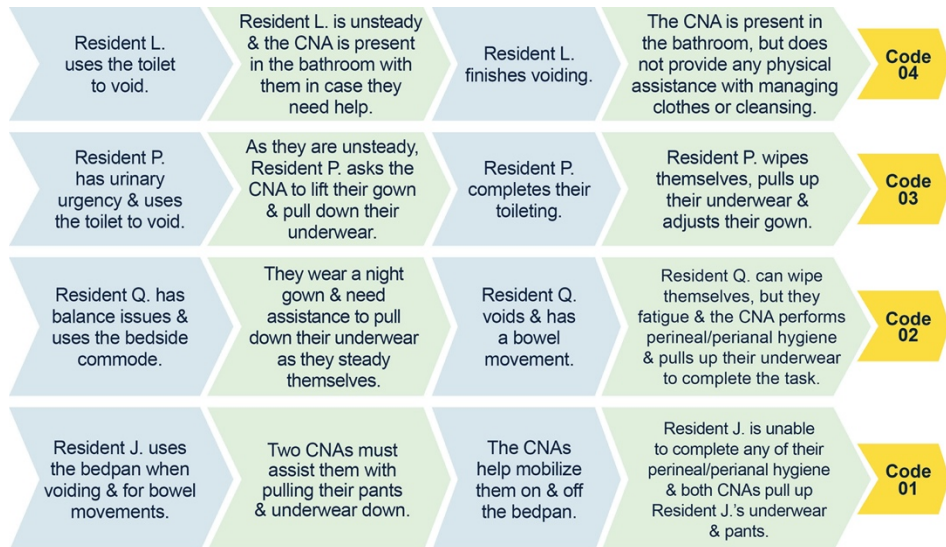 Resident L.
uses the toilet
to void.
Resident L. is unsteady
& the CNA is present
in the bathroom with
them in case they
need help.
Resident L.
finishes voiding.
The CNA is present in
the bathroom, but does
not provide any physical
assistance with managing
clothes or cleansing.
Code
04
Resident P.
has urinary
urgency & uses
the toilet to void.
As they are unsteady,
Resident P. asks the
CNA to lift their gown
& pull down their
underwear.
Resident P.
completes their
toileting.
Resident P. wipes
themselves, pulls up
their underwear &
adjusts their gown.
Code
03
Resident Q. has
balance issues &
uses the bedside
commode.
They wear a night
gown & need
assistance to pull
down their underwear
as they steady
themselves.
Resident Q.
voids & has
a bowel
movement.
Resident Q. can wipe
themselves, but they
fatigue & the CNA performs
perineal/perianal hygiene
& pulls up their underwear
to complete the task.
Code
02
Resident J. uses
the bedpan when
voiding & for bowel
movements.
Two CNAs must
assist them with
pulling their pants
& underwear down.
The CNAs
help mobilize
them on & off
the bedpan.
Resident J. is unable
to complete any of their
perineal/perianal hygiene
& both CNAs pull up
Resident J.'s underwear
& pants.
Code
01